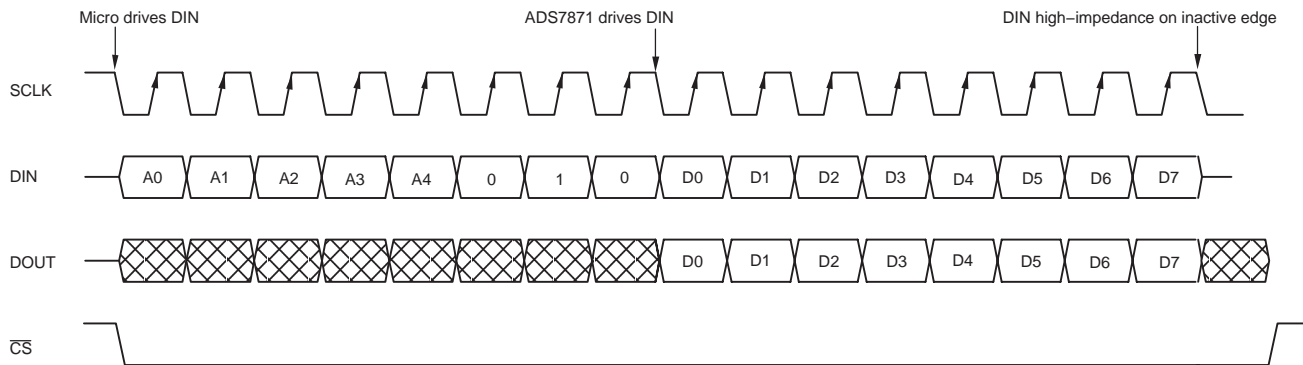 Micro drives DIN ADS7871 drives DIN DIN high−impedance on inactive edge
SCLK
DIN A0 A1 A2 A3 A4 0 1 0 D0 D1 D2 D3 D4 D5 D6 D7
DOUT D0 D1 D2 D3 D4 D5 D6 D7
CS